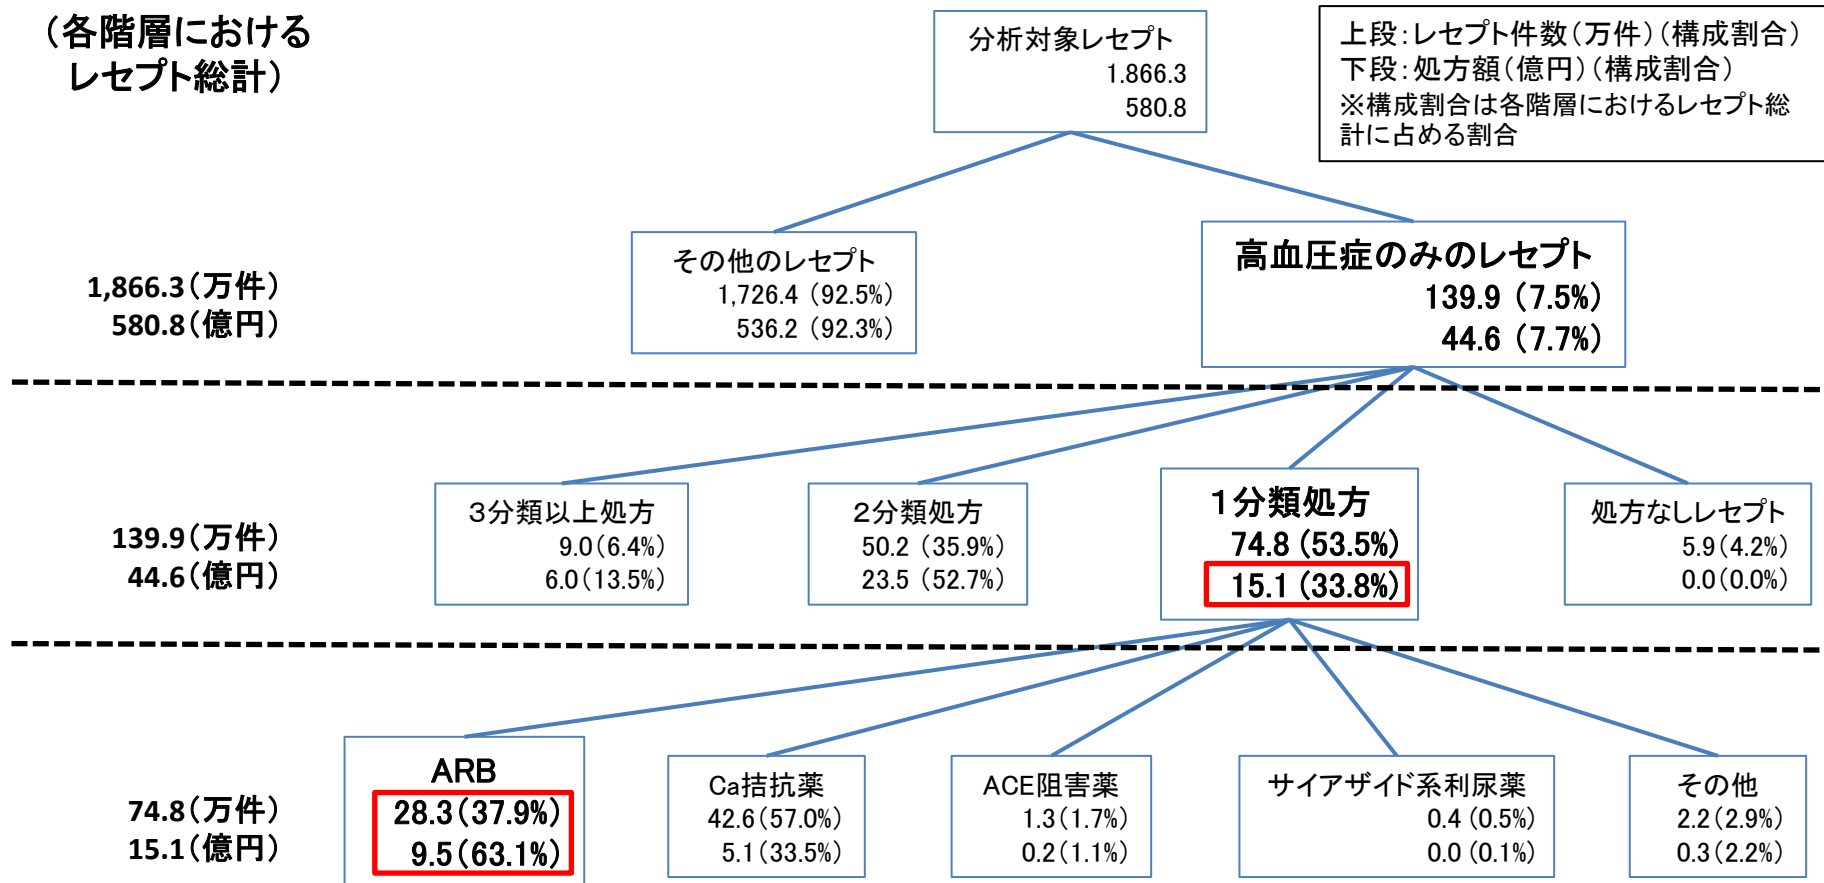 (各階層における
レセプト総計)
分析対象レセプト
1.866.3
580.8
上段:レセプト件数(万件)(構成割合)
下段:処方額(億円)(構成割合)
※構成割合は各階層におけるレセプト総
計に占める割合
1,866.3(万件)
580.8(億円)
その他のレセプト
1,726.4 (92.5%)
536.2 (92.3%)
高血圧症のみのレセプト
139.9 (7.5%)
44.6 (7.7%)
139.9(万件)
44.6(億円)
3分類以上処方
9.0(6.4%)
6.0(13.5%)
2分類処方
50.2 (35.9%)
23.5 (52.7%)
1分類処方
74.8 (53.5%)
15.1 (33.8%)
処方なしレセプト
5.9(4.2%)
0.0(0.0%)
74.8(万件)
15.1(億円)
ARB
28.3(37.9%)
9.5(63.1%)
Ca拮抗薬
42.6(57.0%)
5.1(33.5%)
ACE阻害薬
1.3(1.7%)
0.2(1.1%)
サイアザイド系利尿薬
0.4 (0.5%)
0.0 (0.1%)
その他
2.2(2.9%)
0.3(2.2%)